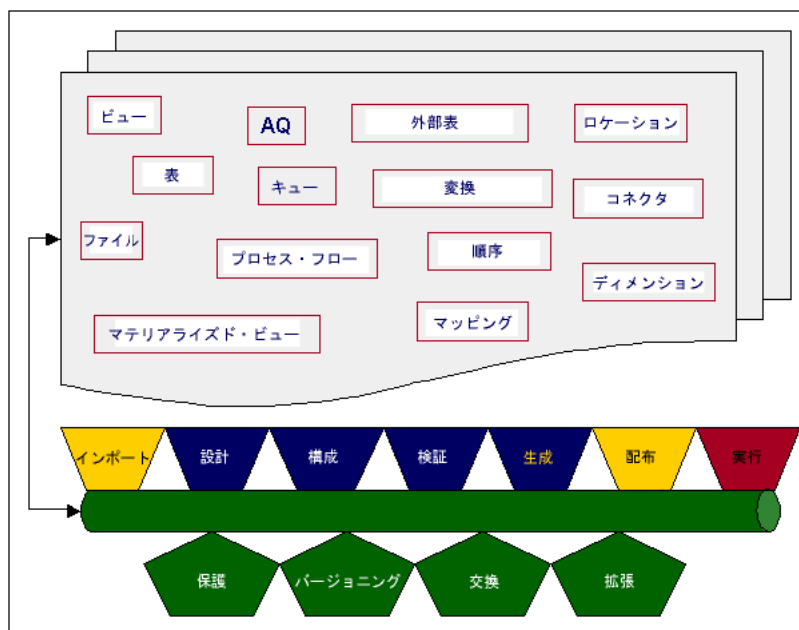 ビュー
AQ
外部表
ロケーション
表
キュー
変換
コネクタ
ファイル
プロセス・フロー
順序
ディメンション
マテリアライズド・ビュー
マッピング
インポート
設計
構成
検証
生成
配布
実行
保護
バージョニング
交換
拡張